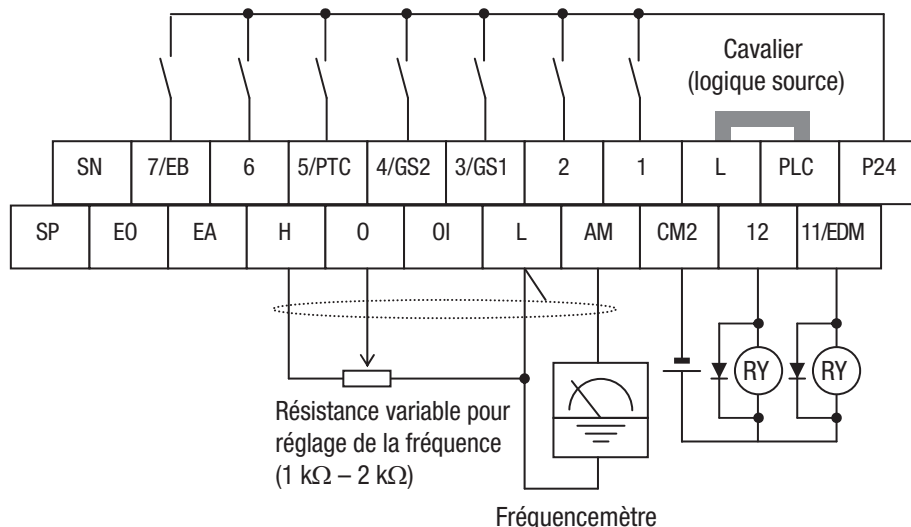 Cavalier
(logique source)
SN 7/EB 6 5/PTC 4/GS2 3/GS1 2 1 L PLC P24
SP EO EA H O OI L AM CM2 12 11/EDM
RY RY
Résistance variable pour
réglage de la fréquence
(1 kΩ – 2 kΩ)
Fréquencemètre